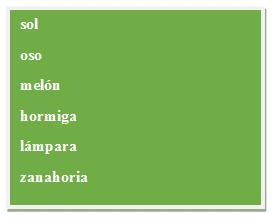 sol
oso
melón
hormiga
lámpara
zanahoria